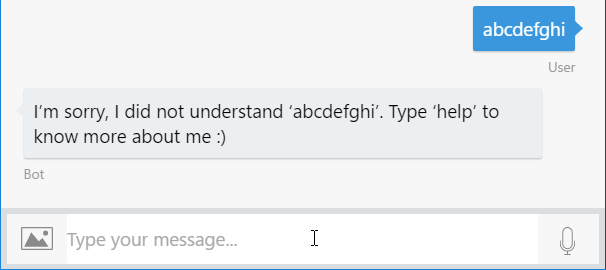 abcdefghi
User
I’m sorry, I did not understand ‘abcdefghi’. Type ‘help’ to
know more about me :)
Bot
Type your message...